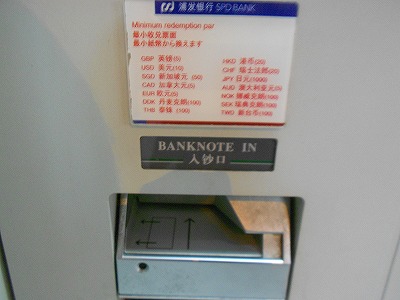 浦发银行 SPD BANK
Minimum redemption par
最小收兑票面
最小紙幣から換えます
GBP 英镑(5)
USD 美元(10)
SGD 新加坡元 (50)
CAD 加拿大元(5)
EUR 欧元(5)
DDK 丹麦克朗(100)
THB 泰铢 (100)
HKD 港币(20)
CHF 瑞士法郎(20)
JPY 日元(1000)
AUD 澳大利亚元(5)
NOK 挪威克朗(100)
SEK 瑞典克朗(100)
TWD 新台币(100)
BANKNOTE IN
入钞口